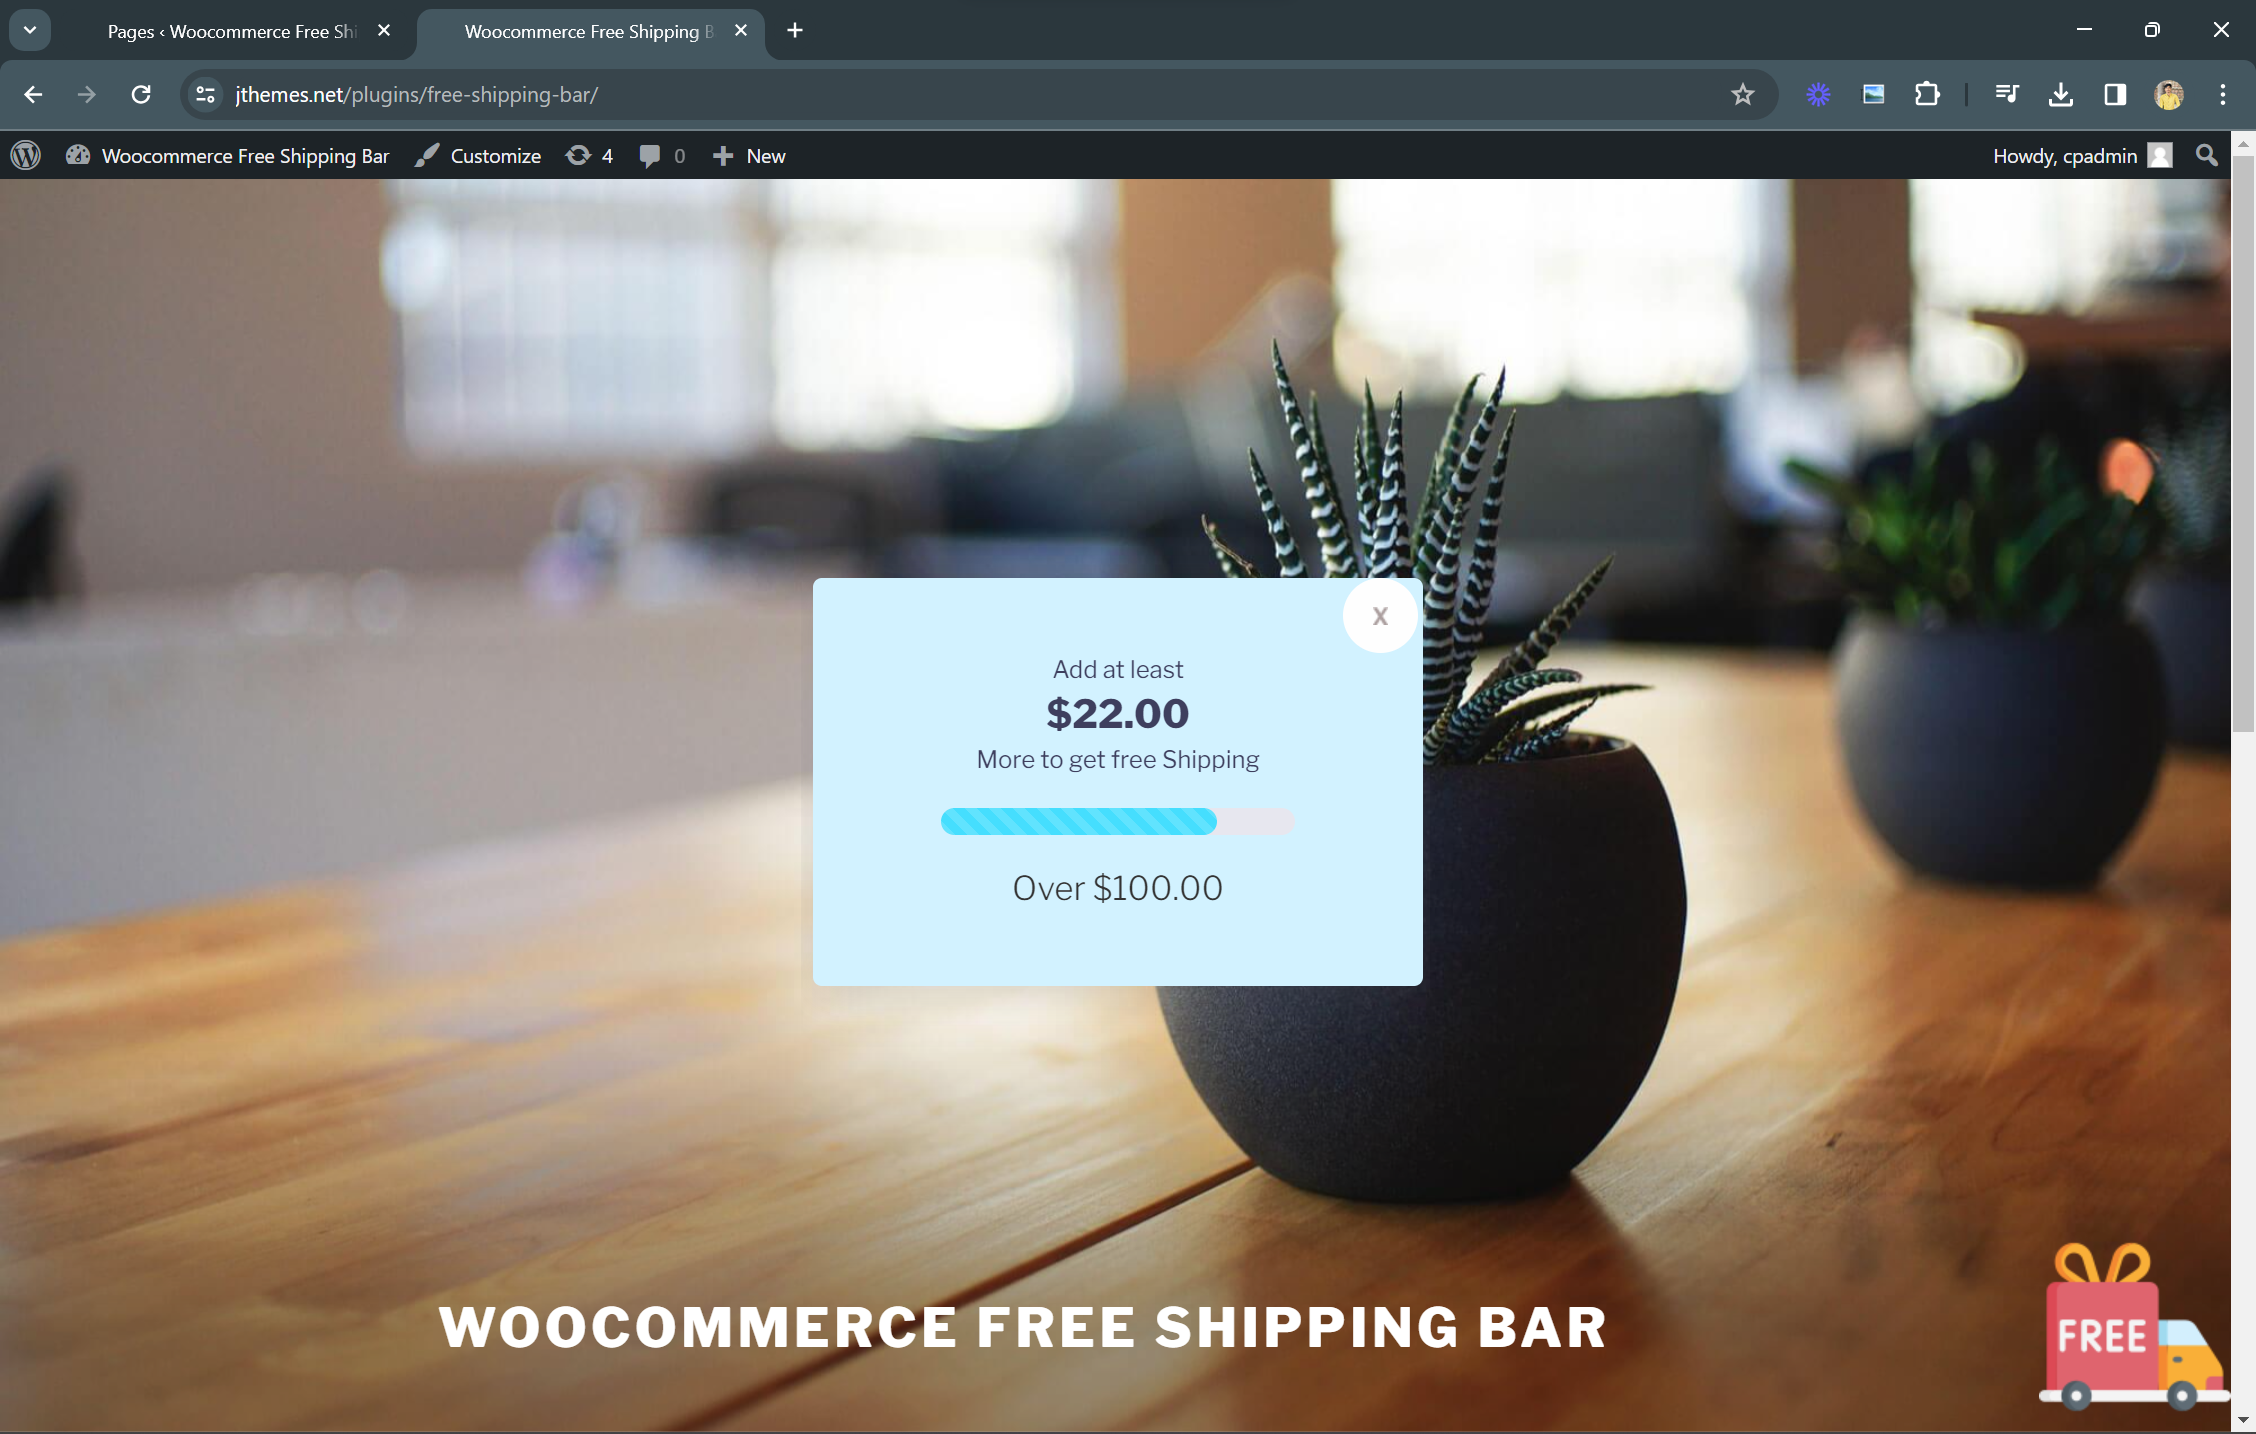 Pages ‹ Woocommerce Free Shi
Woocommerce Free Shipping B
jthemes.net/plugins/free-shipping-bar/
Woocommerce Free Shipping Bar
Customize
4
0
New
Howdy, cpadmin
X
Add at least
$22.00
More to get free Shipping
Over $100.00
WOOCOMMERCE FREE SHIPPING BAR
FREE